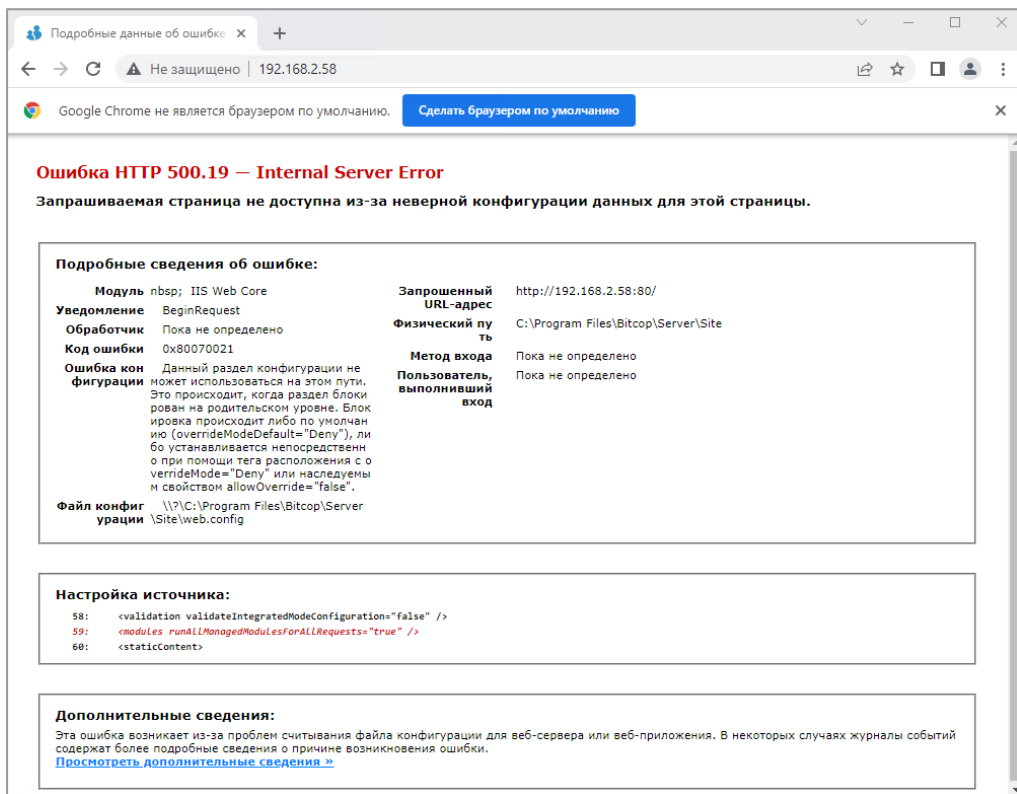 Подробные данные об ошибке
Не защищено | 192.168.2.58
Google Chrome не является браузером по умолчанию. Сделать браузером по умолчанию
Ошибка HTTP 500.19 — Internal Server Error
Запрашиваемая страница не доступна из-за неверной конфигурации данных для этой страницы.
Подробные сведения об ошибке:
Модуль nbsp; IIS Web Core
Уведомление BeginRequest
Обработчик Пока не определено
Код ошибки 0x80070021
Ошибка кон Данный раздел конфигурации не
фигурации может использоваться на этом пути.
Это происходит, когда раздел блоки
рован на родительском уровне. Блок
ировка происходит либо по умолчан
ию (overrideModeDefault="Deny"), ли
бо устанавливается непосредственн
о при помощи тега расположения с o
verrideMode="Deny" или наследуемы
м свойством allowOverride="false".
Файл конфиг \\?\C:\Program Files\Bitcop\Server
урации \Site\web.config
Запрошенный http://192.168.2.58:80/
URL-адрес
Физический пу C:\Program Files\Bitcop\Server\Site
ть
Метод входа Пока не определено
Пользователь, Пока не определено
выполнивший
вход
Настройка источника:
58: <validation validateIntegratedModeConfiguration="false" />
59: <modules runAllManagedModulesForAllRequests="true" />
60: <staticContent>
Дополнительные сведения:
Эта ошибка возникает из-за проблем считывания файла конфигурации для веб-сервера или веб-приложения. В некоторых случаях журналы событий
содержат более подробные сведения о причине возникновения ошибки.
Просмотреть дополнительные сведения »